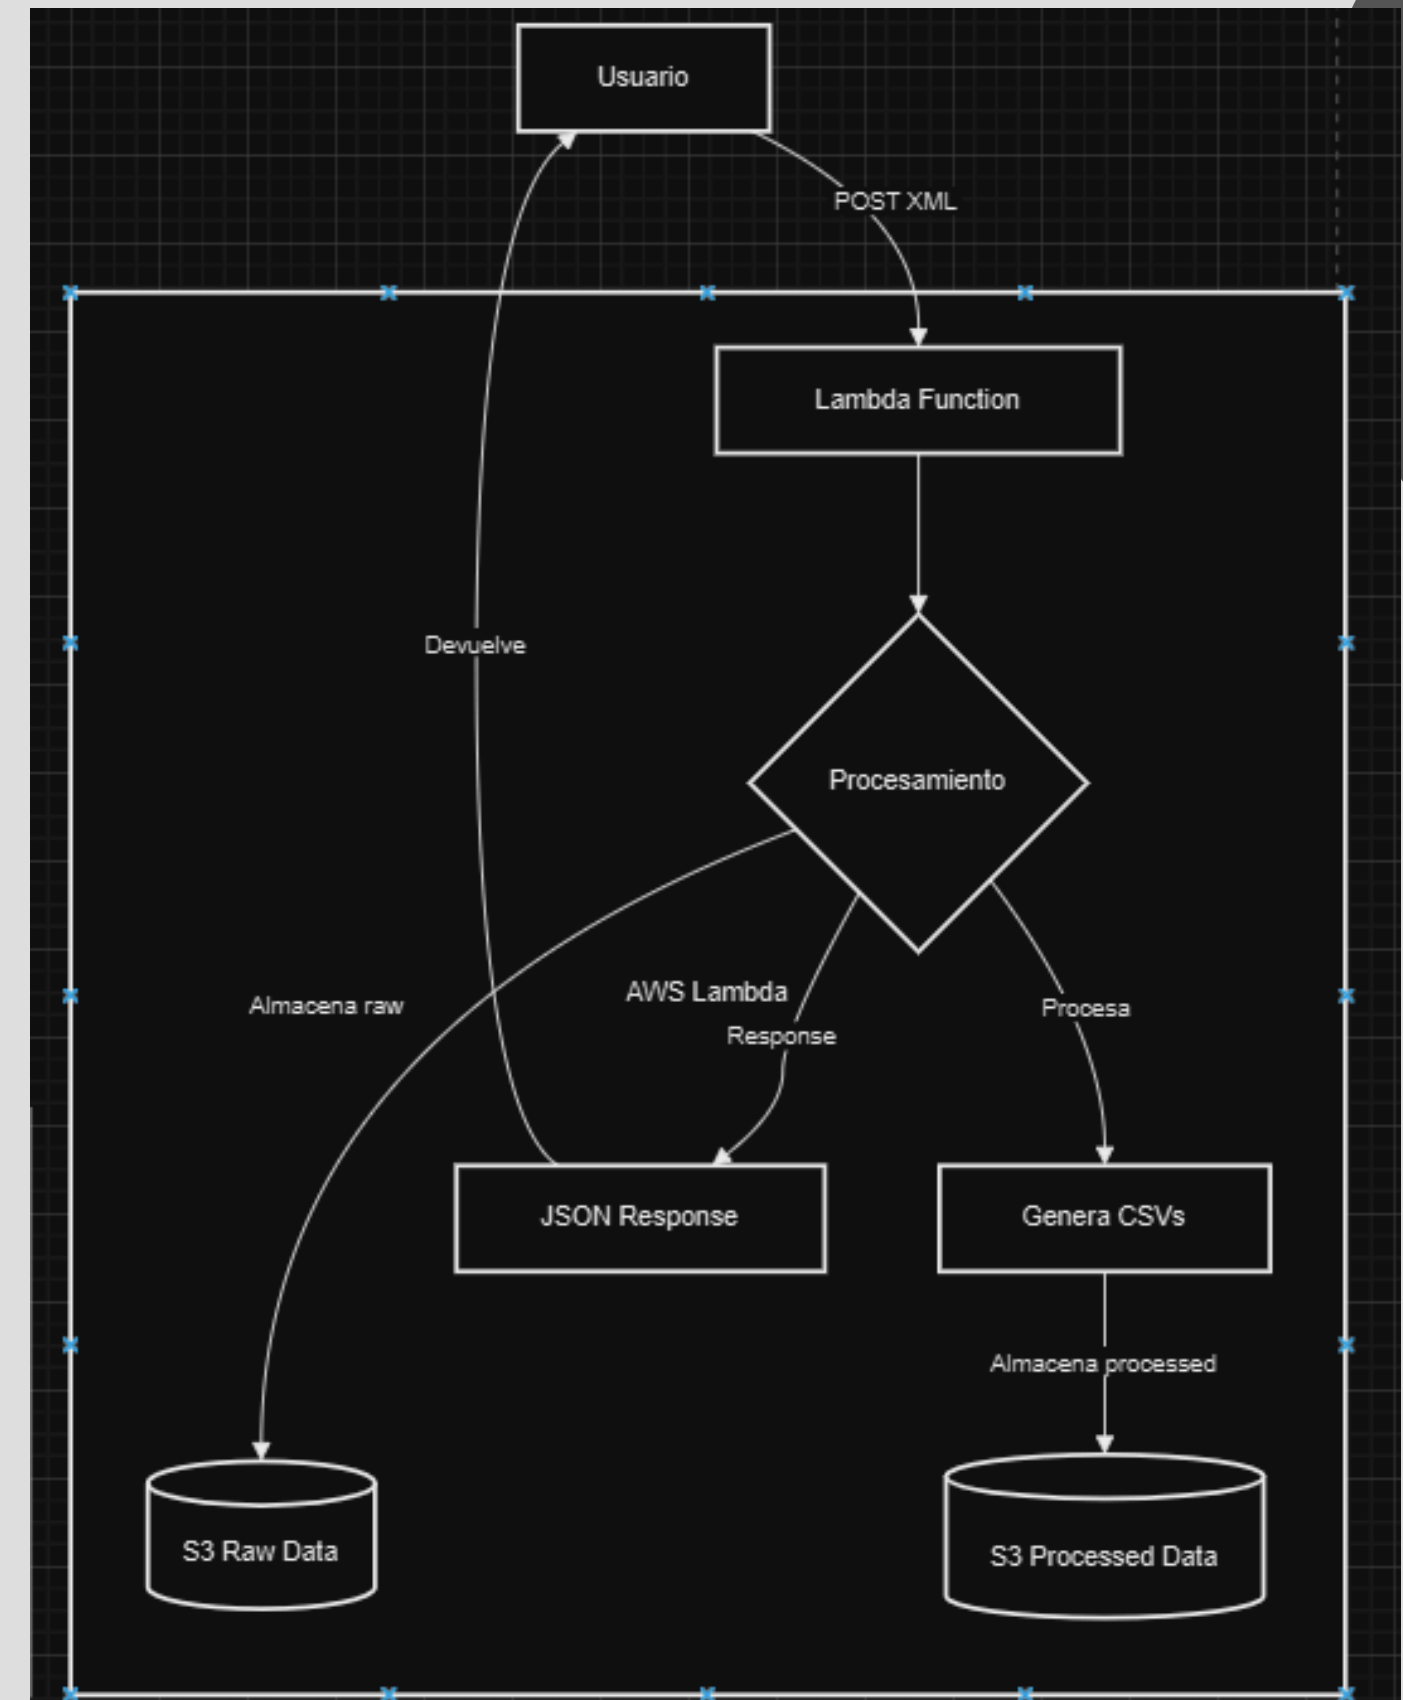 Usuario
POST XML
Lambda Function
Devuelve
Procesamiento
AWS Lambda
Almacena raw
Procesa
Response
JSON Response
Genera CSVs
Almacena processed
S3 Raw Data
S3 Processed Data